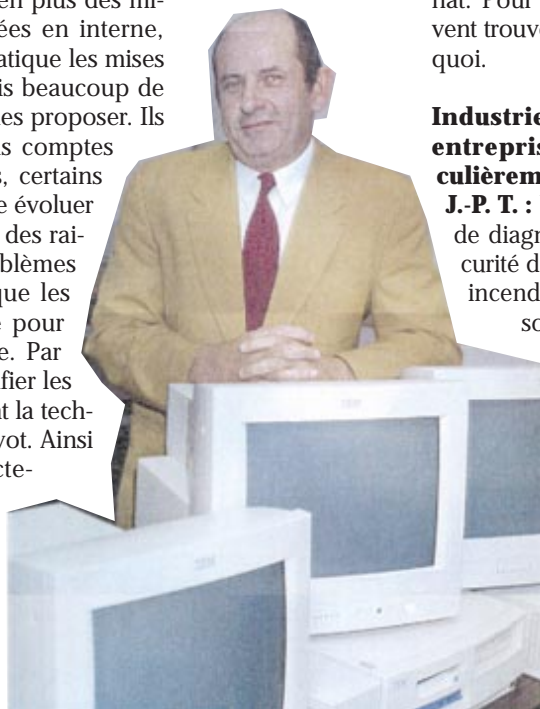 en plus des mi-
ées en interne,
atique les mises
is beaucoup de
les proposer. Ils
s comptes
s, certains
e évoluer
des rai-
blèmes
que les
pour
e. Par
fier les
t la tech-
vot. Ainsi
cte-
nat. Pour
vent trouve
quoi.
Industrie
entrepris
culièrem
J.-P. T. :
de diagn
curité d
incend
so
IBM
IBM